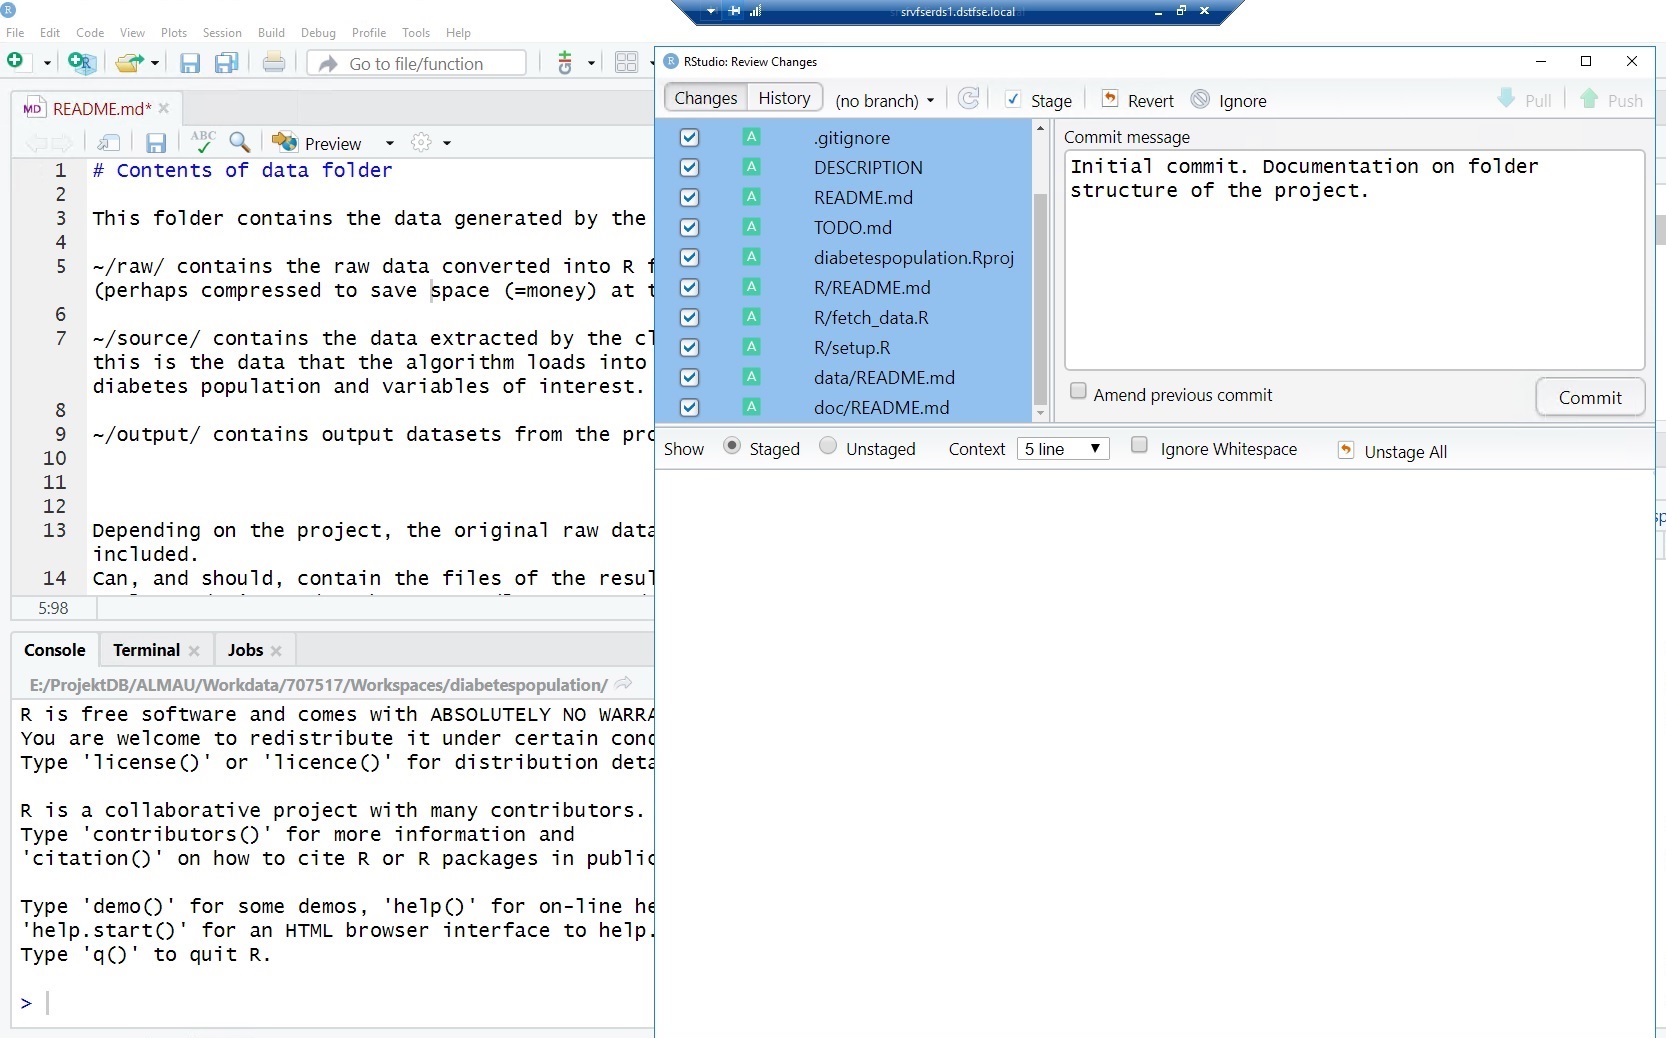 srvfserds1.dstfse.local
File Edit Code View Plots Session Build Debug Profile Tools Help
Go to file/function
README.md*
Preview
1 # Contents of data folder
2
3 This folder contains the data generated by the
4
5 ~/raw/ contains the raw data converted into R f
(perhaps compressed to save space (=money) at t
6
7 ~/source/ contains the data extracted by the cl
this is the data that the algorithm loads into
diabetes population and variables of interest.
8
9 ~/output/ contains output datasets from the pro
10
11
12
13 Depending on the project, the original raw data
included.
14 Can, and should, contain the files of the resul
5:98
Console Terminal Jobs
E:/ProjektDB/ALMAU/Workdata/707517/Workspaces/diabetespopulation/
R is free software and comes with ABSOLUTELY NO WARRA
You are welcome to redistribute it under certain cond
Type 'license()' or 'licence()' for distribution deta
R is a collaborative project with many contributors.
Type 'contributors()' for more information and
'citation()' on how to cite R or R packages in public
Type 'demo()' for some demos, 'help()' for on-line he
'help.start()' for an HTML browser interface to help.
Type 'q()' to quit R.
>
RStudio: Review Changes
Changes History (no branch) Stage Revert Ignore Pull Push
A .gitignore
A DESCRIPTION
A README.md
A TODO.md
A diabetespopulation.Rproj
A R/README.md
A R/fetch_data.R
A R/setup.R
A data/README.md
A doc/README.md
Commit message
Initial commit. Documentation on folder
structure of the project.
Amend previous commit
Commit
Show Staged Unstaged Context 5 line Ignore Whitespace Unstage All